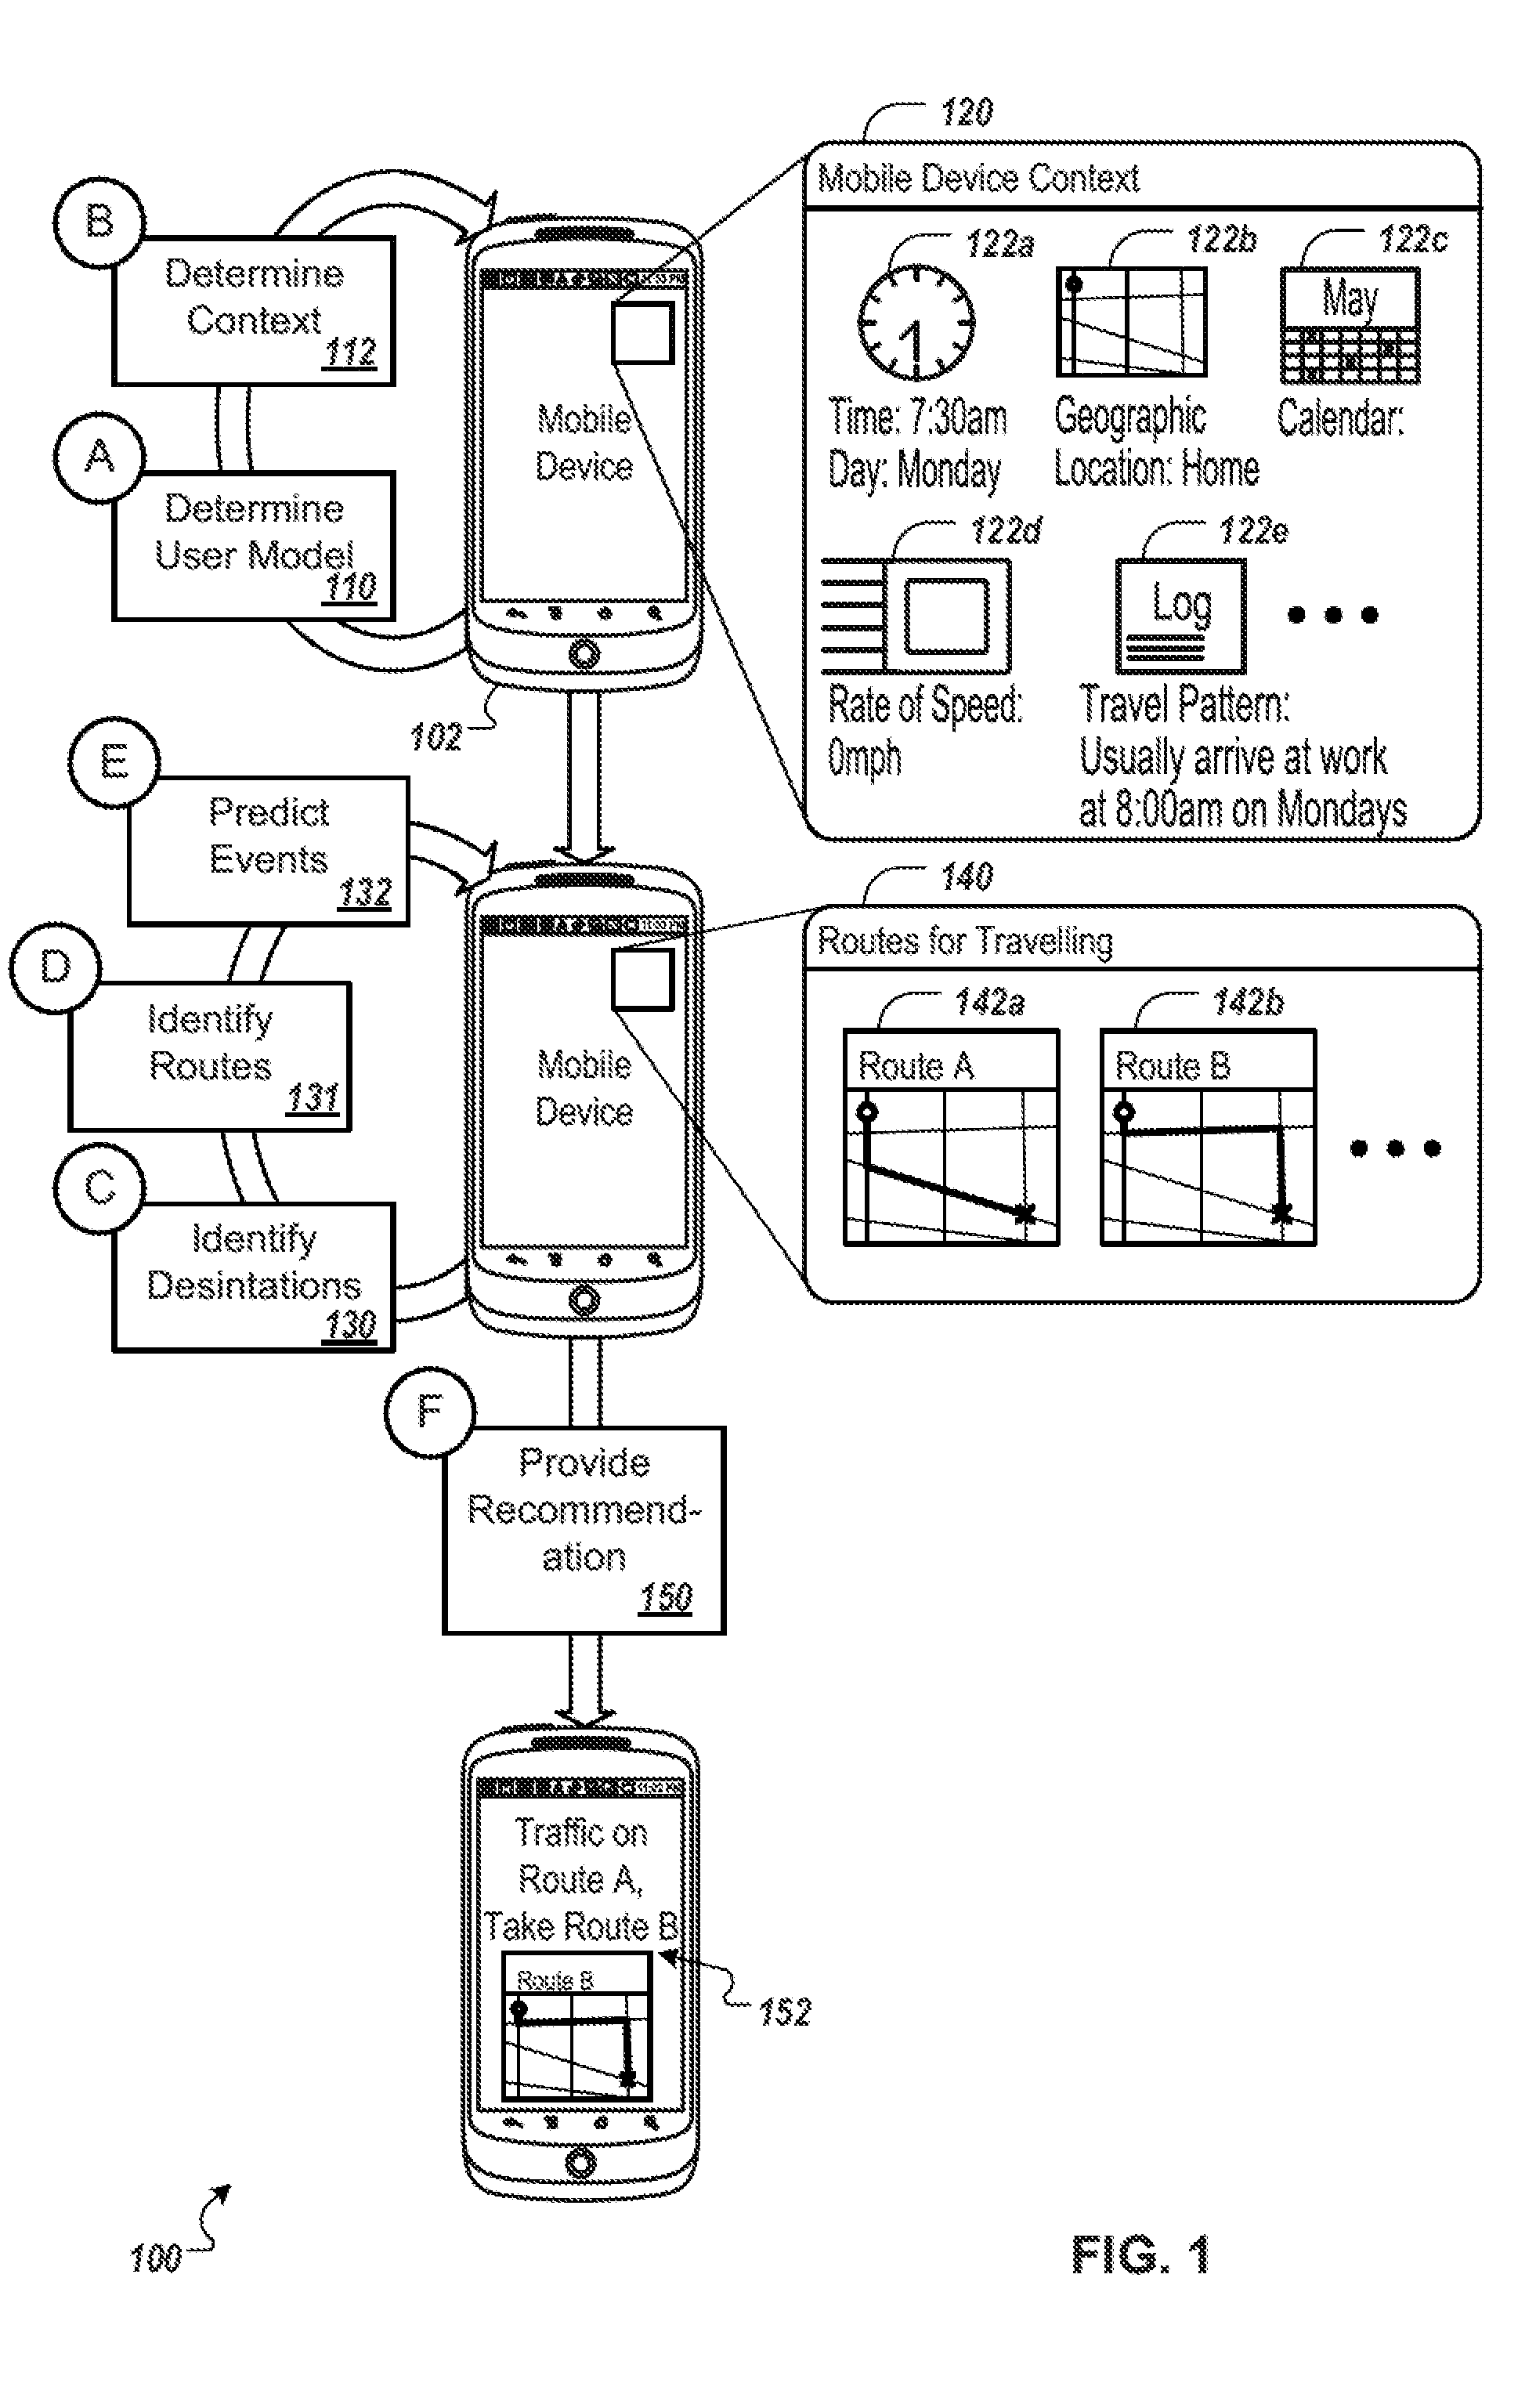 120
Mobile Device Context
122a
122b
122c
May
Time: 7:30am
Day: Monday
Geographic
Location: Home
Calendar:
122d
122e
Log
Rate of Speed:
0mph
Travel Pattern:
Usually arrive at work
at 8:00am on Mondays
B
Determine
Context
112
A
Determine
User Model
110
Mobile
Device
102
E
Predict
Events
132
D
Identify
Routes
131
C
Identify
Desintations
130
Mobile
Device
140
Routes for Travelling
142a
Route A
142b
Route B
F
Provide
Recommend-
ation
150
Traffic on
Route A,
Take Route B
Route B
152
100
FIG. 1